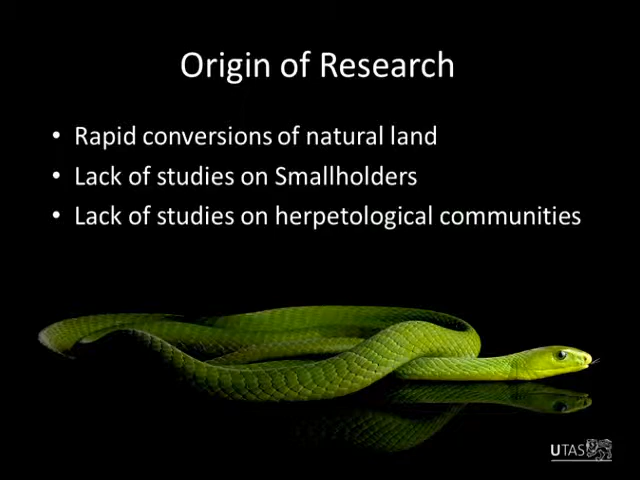 Origin of Research
• Rapid conversions of natural land
• Lack of studies on Smallholders
• Lack of studies on herpetological communities
UTAS